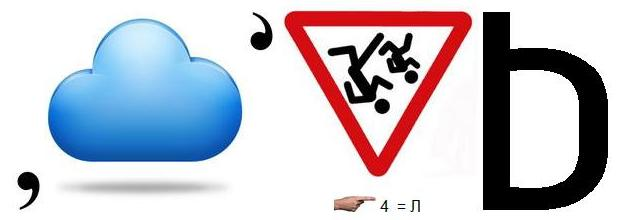 , , Ь
4 = Л